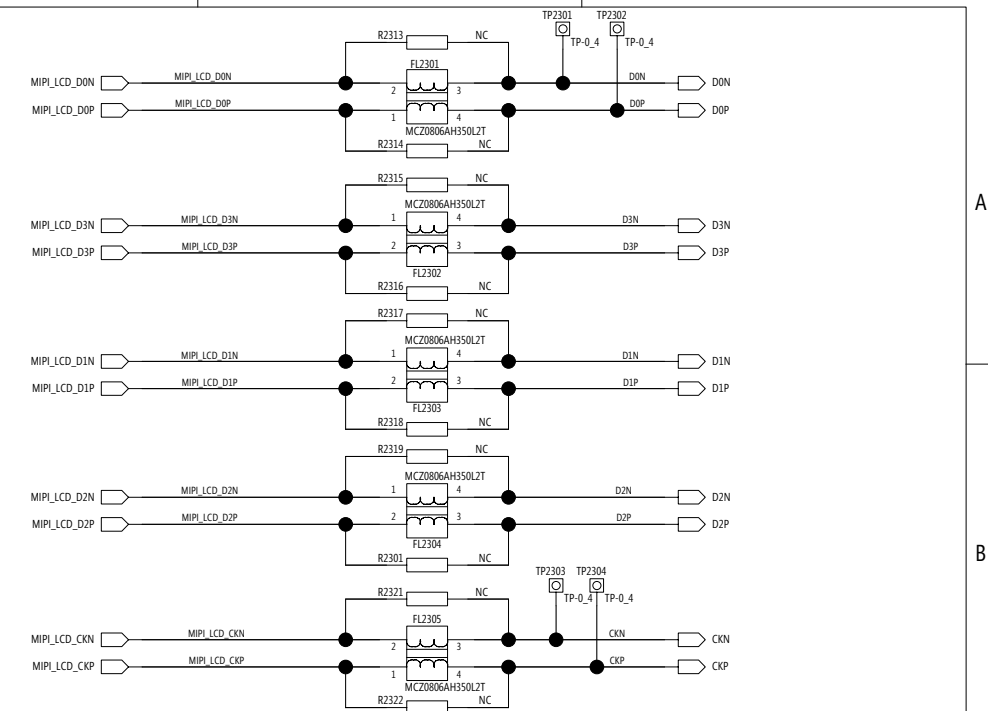 TP2301 TP2302
R2313 NC TP-0_4 TP-0_4
FL2301
MIPI_LCD_D0N MIPI_LCD_D0N 2 3 D0N D0N
MIPI_LCD_D0P MIPI_LCD_D0P 1 4 D0P D0P
MCZ0806AH350L2T
R2314 NC
R2315 NC
A
MCZ0806AH350L2T
MIPI_LCD_D3N MIPI_LCD_D3N 1 4 D3N D3N
MIPI_LCD_D3P MIPI_LCD_D3P 2 3 D3P D3P
FL2302
R2316 NC
R2317 NC
MCZ0806AH350L2T
MIPI_LCD_D1N MIPI_LCD_D1N 1 4 D1N D1N
MIPI_LCD_D1P MIPI_LCD_D1P 2 3 D1P D1P
FL2303
R2318 NC
R2319 NC
MCZ0806AH350L2T
MIPI_LCD_D2N MIPI_LCD_D2N 1 4 D2N D2N
MIPI_LCD_D2P MIPI_LCD_D2P 2 3 D2P D2P
FL2304
B
R2301 NC
TP2303 TP2304
R2321 NC TP-0_4 TP-0_4
FL2305
MIPI_LCD_CKN MIPI_LCD_CKN 2 3 CKN CKN
MIPI_LCD_CKP MIPI_LCD_CKP 1 4 CKP CKP
MCZ0806AH350L2T
R2322 NC